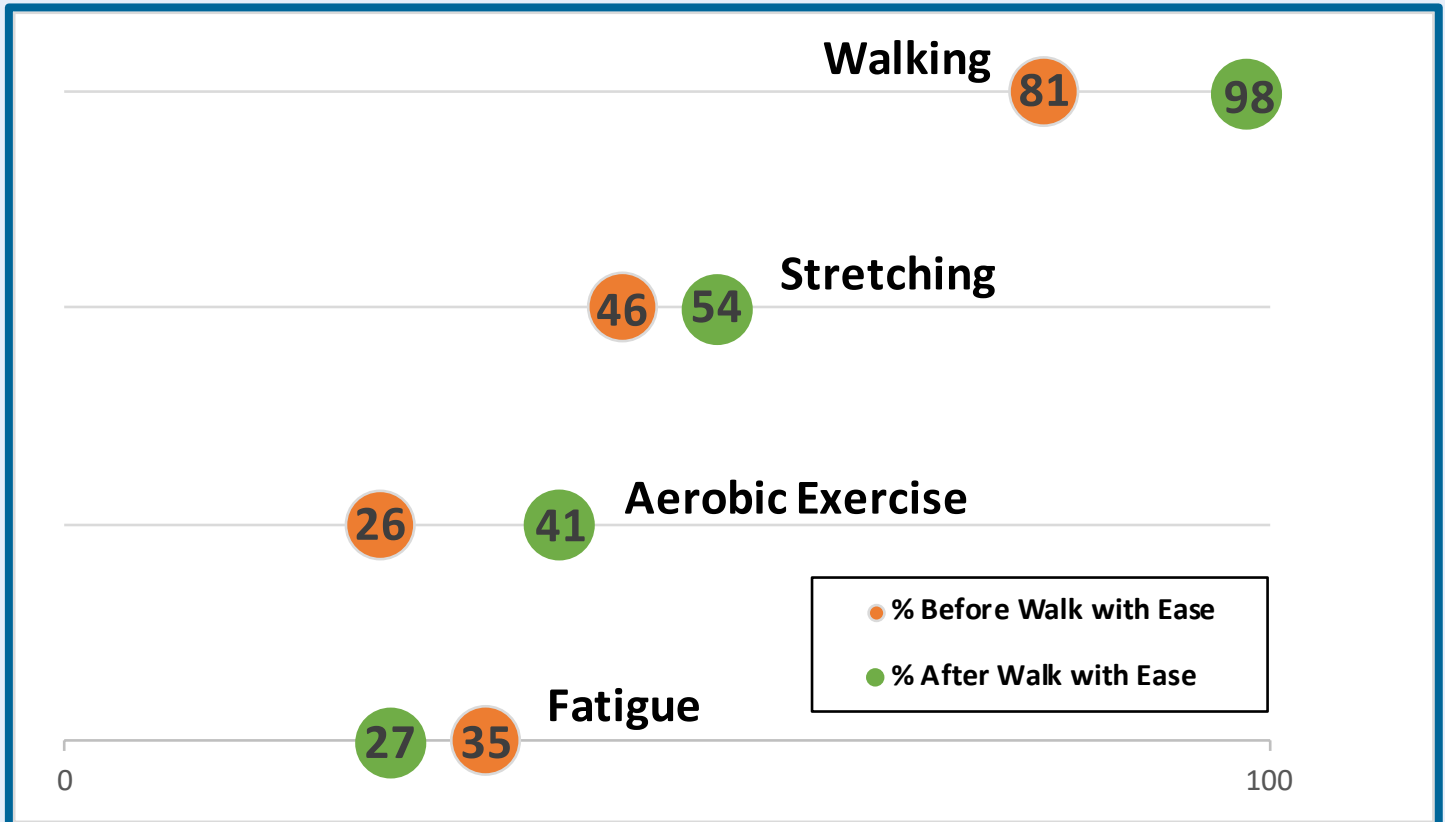 Walking
81
98
Stretching
46
54
Aerobic Exercise
26
41
% Before Walk with Ease
% After Walk with Ease
Fatigue
27
35
0
100